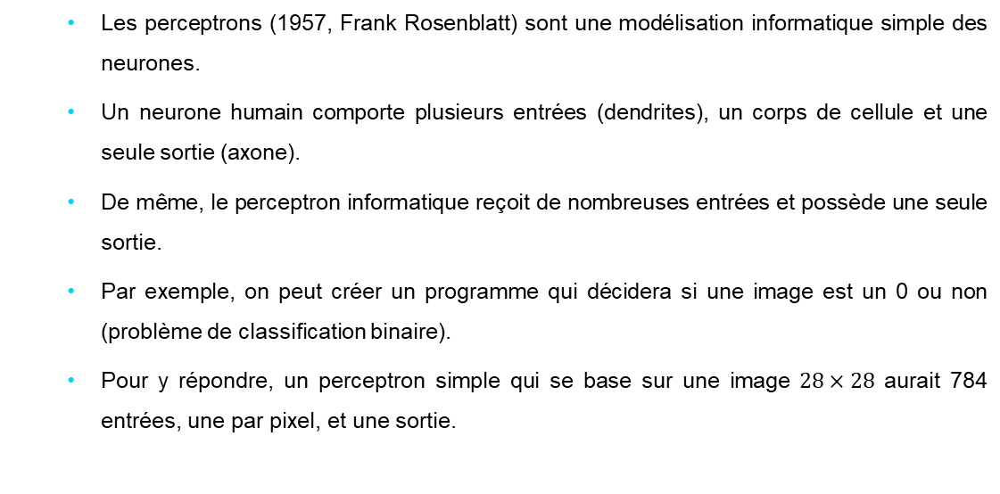 • Les perceptrons (1957, Frank Rosenblatt) sont une modélisation informatique simple des
neurones.
• Un neurone humain comporte plusieurs entrées (dendrites), un corps de cellule et une
seule sortie (axone).
• De même, le perceptron informatique reçoit de nombreuses entrées et possède une seule
sortie.
• Par exemple, on peut créer un programme qui décidera si une image est un 0 ou non
(problème de classification binaire).
• Pour y répondre, un perceptron simple qui se base sur une image 28 × 28 aurait 784
entrées, une par pixel, et une sortie.